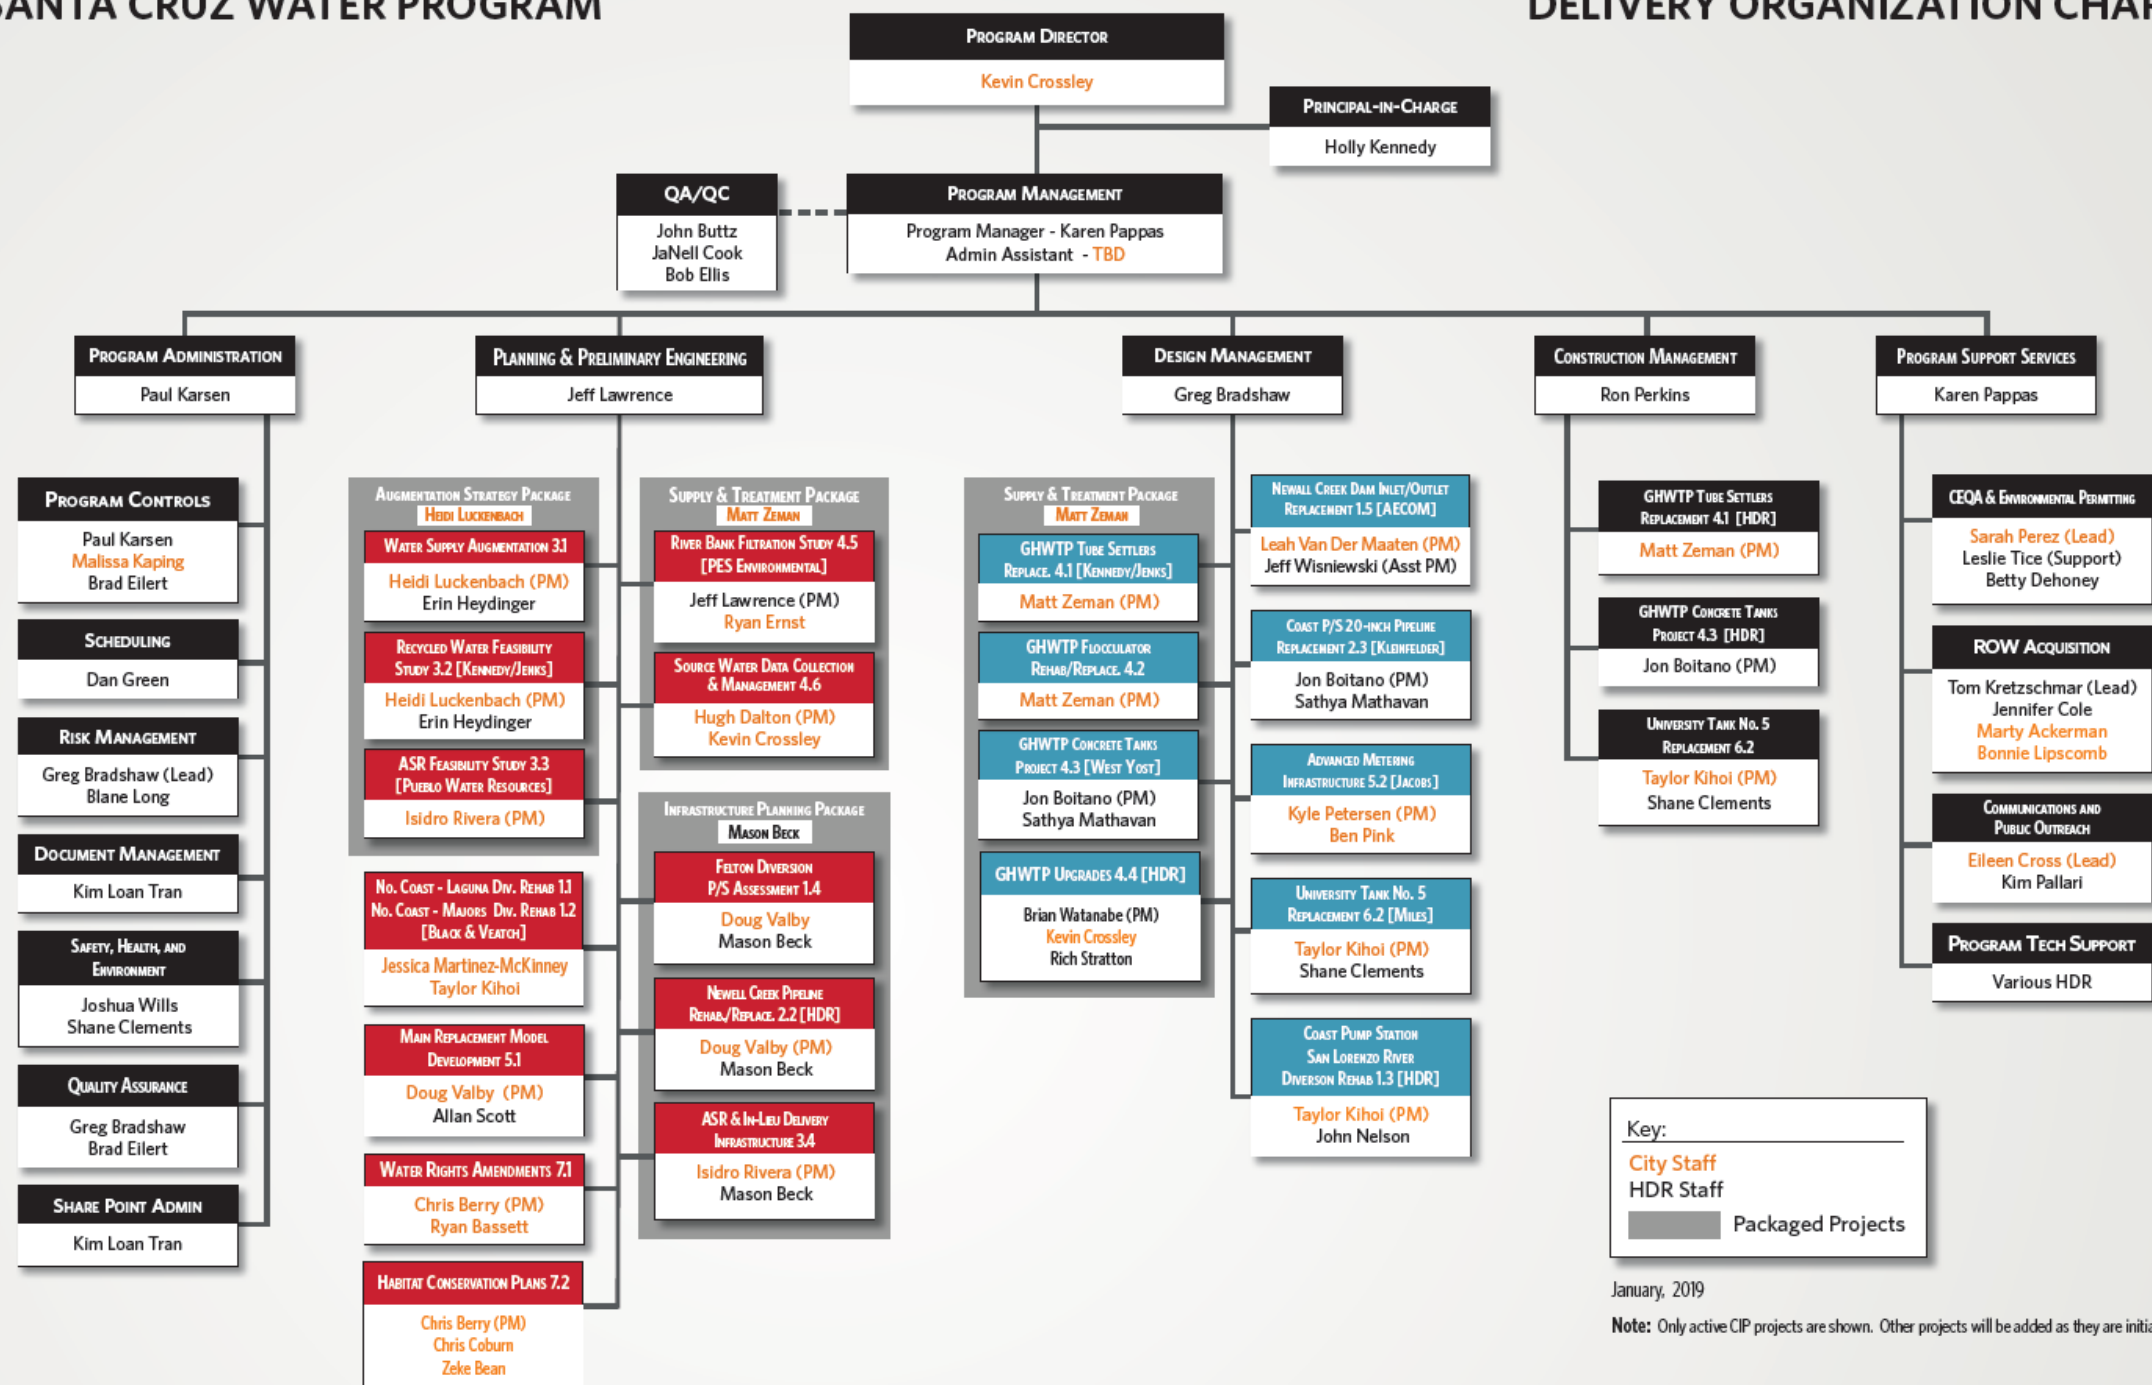 SANTA CRUZ WATER PROGRAM
DELIVERY ORGANIZATION CHAR
PROGRAM DIRECTOR
Kevin Crossley
PRINCIPAL-IN-CHARGE
Holly Kennedy
QA/QC
John Buttz
JaNell Cook
Bob Ellis
PROGRAM MANAGEMENT
Program Manager - Karen Pappas
Admin Assistant - TBD
PROGRAM ADMINISTRATION
Paul Karsen
PROGRAM CONTROLS
Paul Karsen
Malissa Kaping
Brad Eilert
SCHEDULING
Dan Green
RISK MANAGEMENT
Greg Bradshaw (Lead)
Blane Long
DOCUMENT MANAGEMENT
Kim Loan Tran
SAFETY, HEALTH, AND
ENVIRONMENT
Joshua Wills
Shane Clements
QUALITY ASSURANCE
Greg Bradshaw
Brad Eilert
SHARE POINT ADMIN
Kim Loan Tran
PLANNING & PRELIMINARY ENGINEERING
Jeff Lawrence
AUGMENTATION STRATEGY PACKAGE
HEIDI LUCKENBACH
WATER SUPPLY AUGMENTATION 3.1
Heidi Luckenbach (PM)
Erin Heydinger
RECYCLED WATER FEASIBILITY
STUDY 3.2 [KENNEDY/JENKS]
Heidi Luckenbach (PM)
Erin Heydinger
ASR FEASIBILITY STUDY 3.3
[PUEBLO WATER RESOURCES]
Isidro Rivera (PM)
NO. COAST - LAGUNA DIV. REHAB 1.1
NO. COAST - MAJORS DIV. REHAB 1.2
[BLACK & VEATCH]
Jessica Martinez-McKinney
Taylor Kihoi
MAIN REPLACEMENT MODEL
DEVELOPMENT 5.1
Doug Valby (PM)
Allan Scott
WATER RIGHTS AMENDMENTS 7.1
Chris Berry (PM)
Ryan Bassett
HABITAT CONSERVATION PLANS 7.2
Chris Berry (PM)
Chris Coburn
Zeke Bean
SUPPLY & TREATMENT PACKAGE
MATT ZEMAN
RIVER BANK FILTRATION STUDY 4.5
[PES ENVIRONMENTAL]
Jeff Lawrence (PM)
Ryan Ernst
SOURCE WATER DATA COLLECTION
& MANAGEMENT 4.6
Hugh Dalton (PM)
Kevin Crossley
INFRASTRUCTURE PLANNING PACKAGE
MASON BECK
FELTON DIVERSION
P/S ASSESSMENT 1.4
Doug Valby
Mason Beck
NEWELL CREEK PIPELINE
REHAB./REPLACE. 2.2 [HDR]
Doug Valby (PM)
Mason Beck
ASR & IN-LIEU DELIVERY
INFRASTRUCTURE 3.4
Isidro Rivera (PM)
Mason Beck
DESIGN MANAGEMENT
Greg Bradshaw
SUPPLY & TREATMENT PACKAGE
MATT ZEMAN
GHWTP TUBE SETTLERS
REPLACE. 4.1 [KENNEDY/JENKS]
Matt Zeman (PM)
GHWTP FLOCCULATOR
REHAB/REPLACE. 4.2
Matt Zeman (PM)
GHWTP CONCRETE TANKS
PROJECT 4.3 [WEST YOST]
Jon Boitano (PM)
Sathya Mathavan
GHWTP UPGRADES 4.4 [HDR]
Brian Watanabe (PM)
Kevin Crossley
Rich Stratton
NEWALL CREEK DAM INLET/OUTLET
REPLACEMENT 1.5 [AECOM]
Leah Van Der Maaten (PM)
Jeff Wisniewski (Asst PM)
COAST P/S 20-INCH PIPELINE
REPLACEMENT 2.3 [KLEINFELDER]
Jon Boitano (PM)
Sathya Mathavan
ADVANCED METERING
INFRASTRUCTURE 5.2 [JACOBS]
Kyle Petersen (PM)
Ben Pink
UNIVERSITY TANK NO. 5
REPLACEMENT 6.2 [MILES]
Taylor Kihoi (PM)
Shane Clements
COAST PUMP STATION
SAN LORENZO RIVER
DIVERSON REHAB 1.3 [HDR]
Taylor Kihoi (PM)
John Nelson
CONSTRUCTION MANAGEMENT
Ron Perkins
GHWTP TUBE SETTLERS
REPLACEMENT 4.1 [HDR]
Matt Zeman (PM)
GHWTP CONCRETE TANKS
PROJECT 4.3 [HDR]
Jon Boitano (PM)
UNIVERSITY TANK NO. 5
REPLACEMENT 6.2
Taylor Kihoi (PM)
Shane Clements
PROGRAM SUPPORT SERVICES
Karen Pappas
CEQA & ENVIRONMENTAL PERMITTING
Sarah Perez (Lead)
Leslie Tice (Support)
Betty Dehoney
ROW ACQUISITION
Tom Kretzschmar (Lead)
Jennifer Cole
Marty Ackerman
Bonnie Lipscomb
COMMUNICATIONS AND
PUBLIC OUTREACH
Eileen Cross (Lead)
Kim Pallari
PROGRAM TECH SUPPORT
Various HDR
Key:
City Staff
HDR Staff
Packaged Projects
January, 2019
Note: Only active CIP projects are shown. Other projects will be added as they are initia